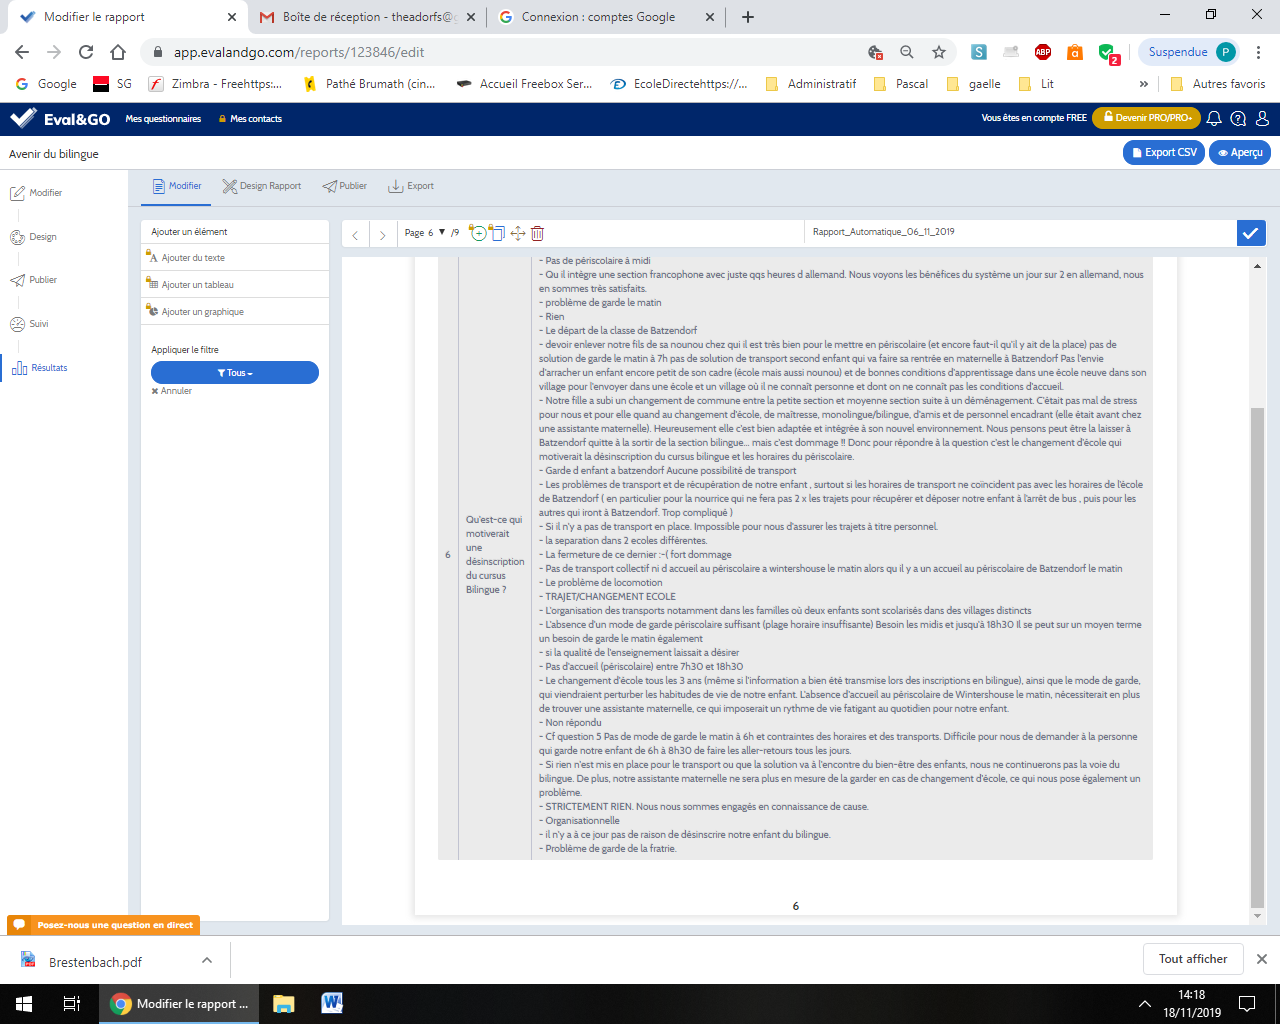 Modifier le rapport
Boîte de réception - theadorfs@g
Connexion : comptes Google
app.evalandgo.com/reports/123846/edit
S
ABP
a
2
Suspendue
P
Google
SG
Zimbra - Freehttps:...
Pathé Brumath (cin...
Accueil Freebox Ser...
EcoleDirectehttps://...
Administratif
Pascal
gaelle
Lit
»
Autres favoris
Eval&GO
Mes questionnaires
Mes contacts
Vous êtes en compte FREE
Devenir PRO/PRO+
Avenir du bilingue
Export CSV
Aperçu
Modifier
Design
Publier
Suivi
Résultats
Modifier
Design Rapport
Publier
Export
Ajouter un élément
Ajouter du texte
Ajouter un tableau
Ajouter un graphique
Appliquer le filtre
Tous
Annuler
Page 6 /9
Rapport_Automatique_06_11_2019
6
Qu'est-ce qui
motiverait
une
désinscription
du cursus
Bilingue ?
- Pas de périscolaire à midi
- Qu il intègre une section francophone avec juste qqs heures d allemand. Nous voyons les bénéfices du système un jour sur 2 en allemand, nous
en sommes très satisfaits.
- problème de garde le matin
- Rien
- Le départ de la classe de Batzendorf
- devoir enlever notre fils de sa nounou chez qui il est très bien pour le mettre en périscolaire (et encore faut-il qu'il y ait de la place) pas de
solution de garde le matin à 7h pas de solution de transport second enfant qui va faire sa rentrée en maternelle à Batzendorf Pas l'envie
d'arracher un enfant encore petit de son cadre (école mais aussi nounou) et de bonnes conditions d'apprentissage dans une école neuve dans son
village pour l'envoyer dans une école et un village où il ne connaît personne et dont on ne connaît pas les conditions d'accueil.
- Notre fille a subi un changement de commune entre la petite section et moyenne section suite à un déménagement. C'était pas mal de stress
pour nous et pour elle quand au changement d'école, de maîtresse, monolingue/bilingue, d'amis et de personnel encadrant (elle était avant chez
une assistante maternelle). Heureusement elle c'est bien adaptée et intégrée à son nouvel environnement. Nous pensons peut être la laisser à
Batzendorf quitte à la sortir de la section bilingue... mais c'est dommage !! Donc pour répondre à la question c'est le changement d'école qui
motiverait la désinscription du cursus bilingue et les horaires du périscolaire.
- Garde d enfant a batzendorf Aucune possibilité de transport
- Les problèmes de transport et de récupération de notre enfant , surtout si les horaires de transport ne coïncident pas avec les horaires de l'école
de Batzendorf ( en particulier pour la nourrice qui ne fera pas 2 x les trajets pour récupérer et déposer notre enfant à l'arrêt de bus , puis pour les
autres qui iront à Batzendorf. Trop compliqué )
- Si il n'y a pas de transport en place. Impossible pour nous d'assurer les trajets à titre personnel.
- la separation dans 2 ecoles différentes.
- La fermeture de ce dernier :-( fort dommage
- Pas de transport collectif ni d accueil au périscolaire a wintershouse le matin alors qu il y a un accueil au périscolaire de Batzendorf le matin
- Le problème de locomotion
- TRAJET/CHANGEMENT ECOLE
- L'organisation des transports notamment dans les familles où deux enfants sont scolarisés dans des villages distincts
- L'absence d'un mode de garde périscolaire suffisant (plage horaire insuffisante) Besoin les midis et jusqu'à 18h30 Il se peut sur un moyen terme
un besoin de garde le matin également
- si la qualité de l'enseignement laissait a désirer
- Pas d'accueil (périscolaire) entre 7h30 et 18h30
- Le changement d'école tous les 3 ans (même si l'information a bien été transmise lors des inscriptions en bilingue), ainsi que le mode de garde,
qui viendraient perturber les habitudes de vie de notre enfant. L'absence d'accueil au périscolaire de Wintershouse le matin, nécessiterait en plus
de trouver une assistante maternelle, ce qui imposerait un rythme de vie fatigant au quotidien pour notre enfant.
- Non répondu
- Cf question 5 Pas de mode de garde le matin à 6h et contraintes des horaires et des transports. Difficile pour nous de demander à la personne
qui garde notre enfant de 6h à 8h30 de faire les aller-retours tous les jours.
- Si rien n'est mis en place pour le transport ou que la solution va à l'encontre du bien-être des enfants, nous ne continuerons pas la voie du
bilingue. De plus, notre assistante maternelle ne sera plus en mesure de la garder en cas de changement d'école, ce qui nous pose également un
problème.
- STRICTEMENT RIEN. Nous nous sommes engagés en connaissance de cause.
- Organisationnelle
- il n'y a à ce jour pas de raison de désinscrire notre enfant du bilingue.
- Problème de garde de la fratrie.
6
Posez-nous une question en direct
Brestenbach.pdf
Tout afficher
Modifier le rapport ...
14:18
18/11/2019